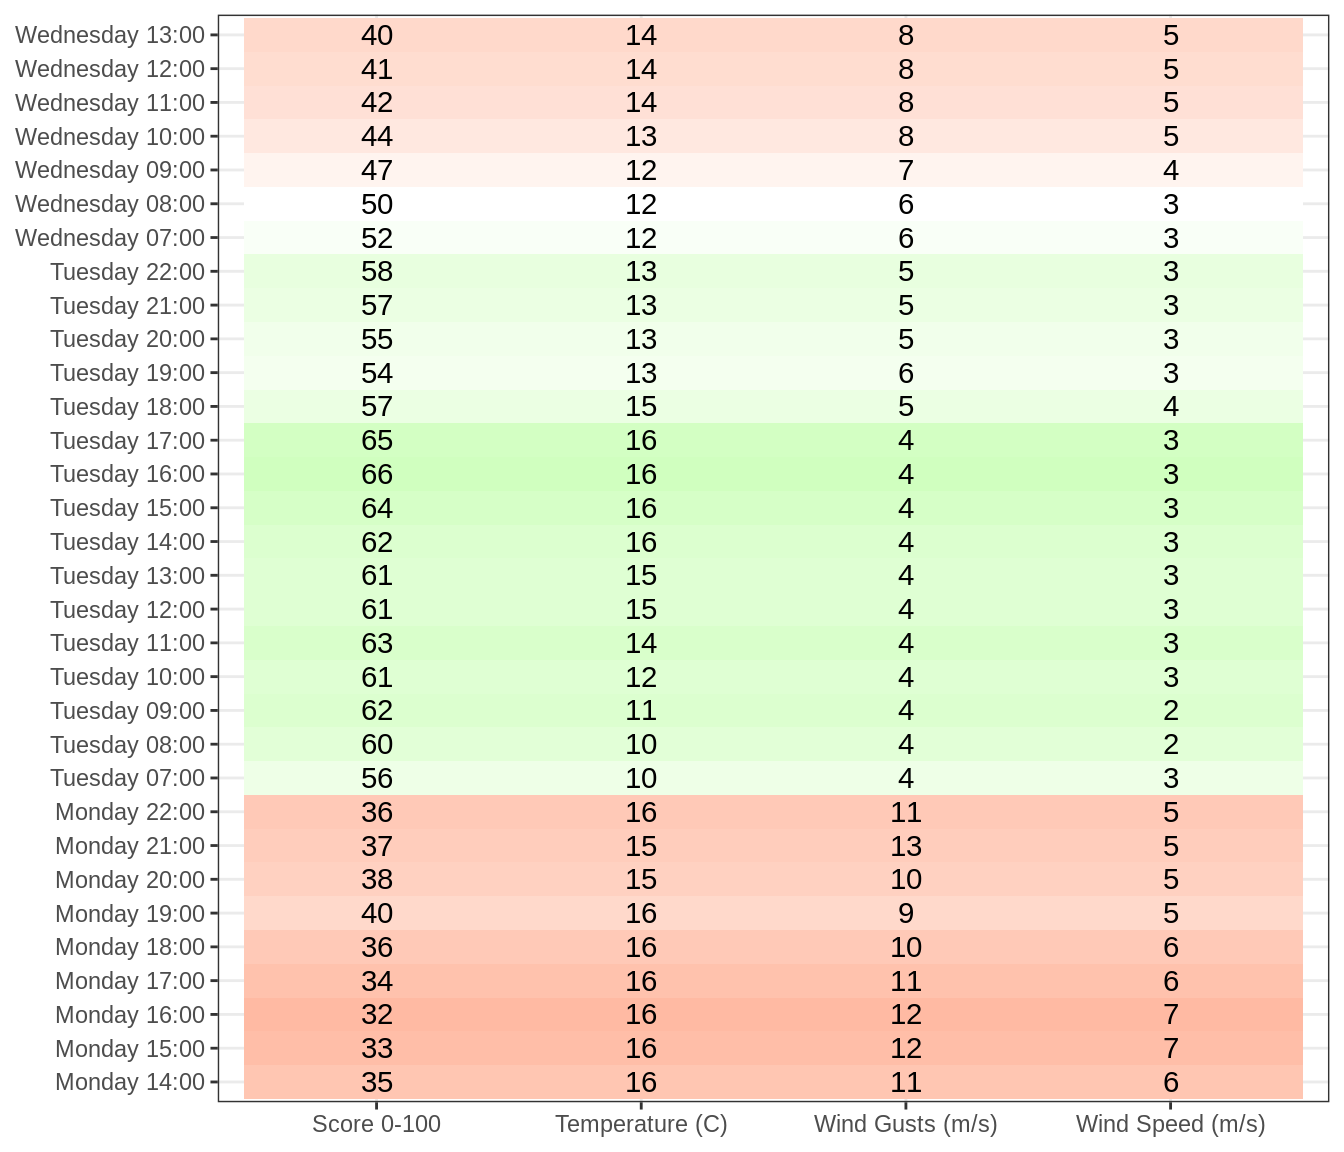 Wednesday 13:00 40 14 8 5
Wednesday 12:00 41 14 8 5
Wednesday 11:00 42 14 8 5
Wednesday 10:00 44 13 8 5
Wednesday 09:00 47 12 7 4
Wednesday 08:00 50 12 6 3
Wednesday 07:00 52 12 6 3
Tuesday 22:00 58 13 5 3
Tuesday 21:00 57 13 5 3
Tuesday 20:00 55 13 5 3
Tuesday 19:00 54 13 6 3
Tuesday 18:00 57 15 5 4
Tuesday 17:00 65 16 4 3
Tuesday 16:00 66 16 4 3
Tuesday 15:00 64 16 4 3
Tuesday 14:00 62 16 4 3
Tuesday 13:00 61 15 4 3
Tuesday 12:00 61 15 4 3
Tuesday 11:00 63 14 4 3
Tuesday 10:00 61 12 4 3
Tuesday 09:00 62 11 4 2
Tuesday 08:00 60 10 4 2
Tuesday 07:00 56 10 4 3
Monday 22:00 36 16 11 5
Monday 21:00 37 15 13 5
Monday 20:00 38 15 10 5
Monday 19:00 40 16 9 5
Monday 18:00 36 16 10 6
Monday 17:00 34 16 11 6
Monday 16:00 32 16 12 7
Monday 15:00 33 16 12 7
Monday 14:00 35 16 11 6
Score 0-100 Temperature (C) Wind Gusts (m/s) Wind Speed (m/s)